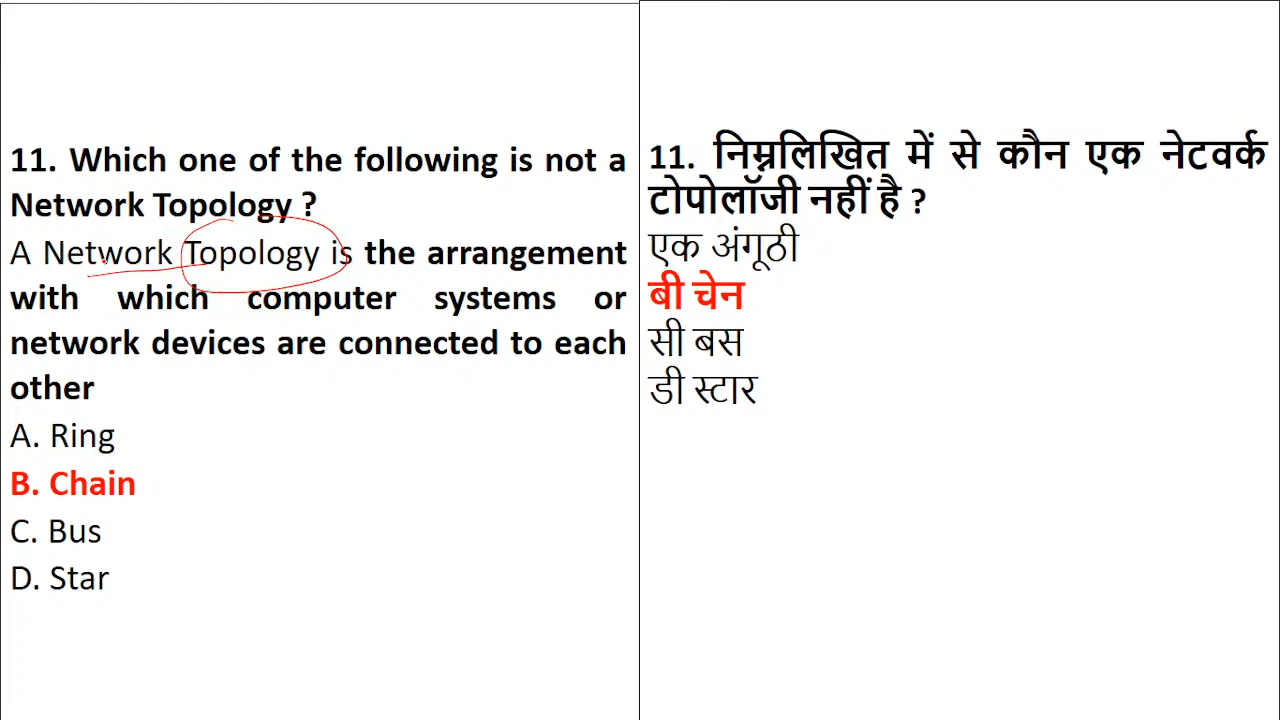 11. Which one of the following is not a
Network Topology ?
A Network Topology is the arrangement
with which computer systems or
network devices are connected to each
other
A. Ring
B. Chain
C. Bus
D. Star
11. निम्नलिखित में से कौन एक नेटवर्क
टोपोलॉजी नहीं है ?
एक अंगूठी
बी चेन
सी बस
डी स्टार